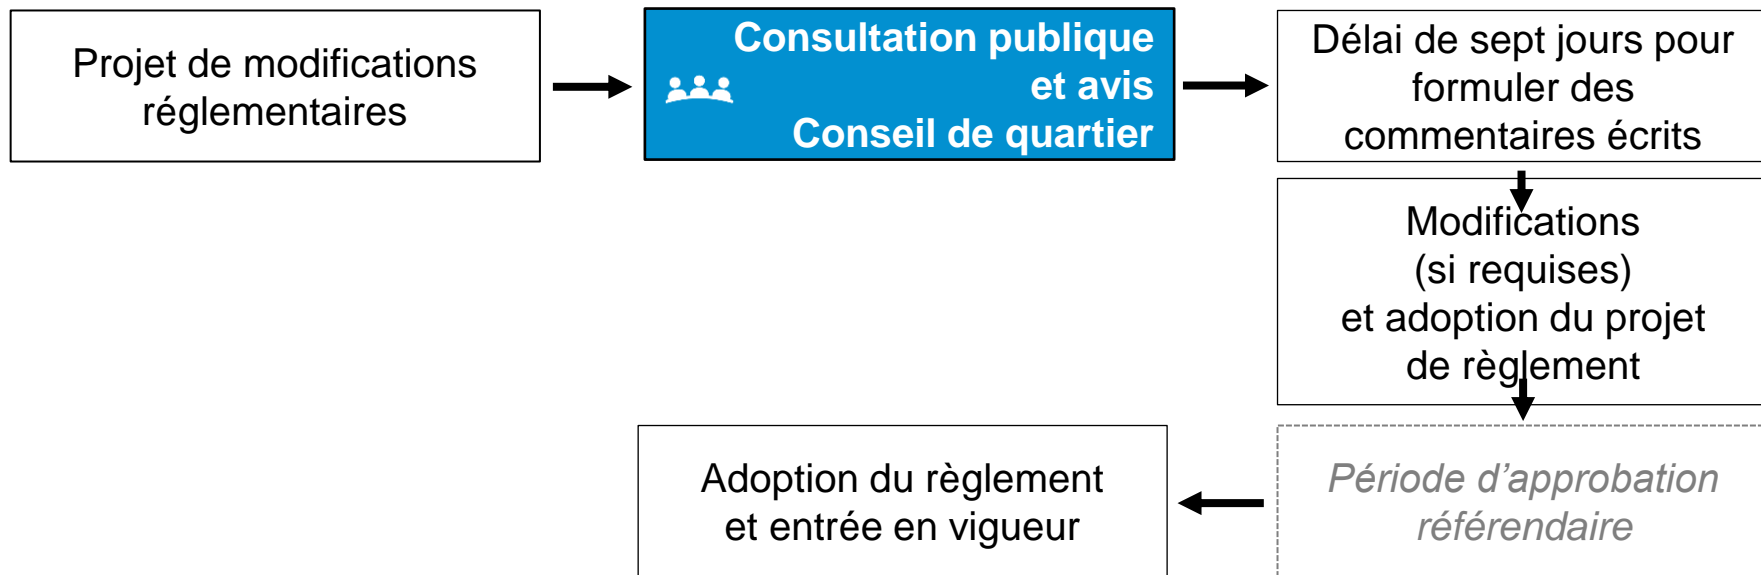 Projet de modifications
réglementaires
Consultation publique
et avis
Conseil de quartier
Délai de sept jours pour
formuler des
commentaires écrits
Modifications
(si requises)
et adoption du projet
de règlement
Période d’approbation
référendaire
Adoption du règlement
et entrée en vigueur